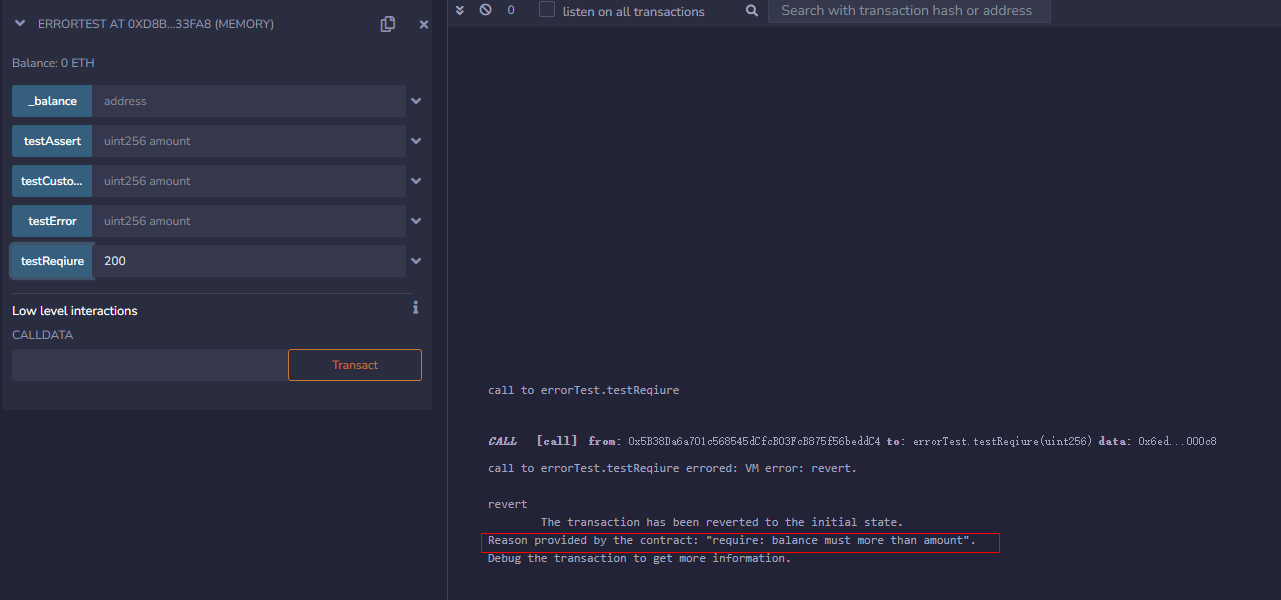 ERRORTEST AT 0XD8B...33FA8 (MEMORY)
Balance: 0 ETH
_balance address
testAssert uint256 amount
testCusto... uint256 amount
testError uint256 amount
testReqiure 200
Low level interactions
CALLDATA
Transact
0 listen on all transactions Search with transaction hash or address
call to errorTest.testReqiure
CALL [call] from: 0x5B38Da6a701c568545dCfcB03FcB875f56beddC4 to: errorTest.testReqiure(uint256) data: 0x6ed...000c8
call to errorTest.testReqiure errored: VM error: revert.
revert
The transaction has been reverted to the initial state.
Reason provided by the contract: "require: balance must more than amount".
Debug the transaction to get more information.